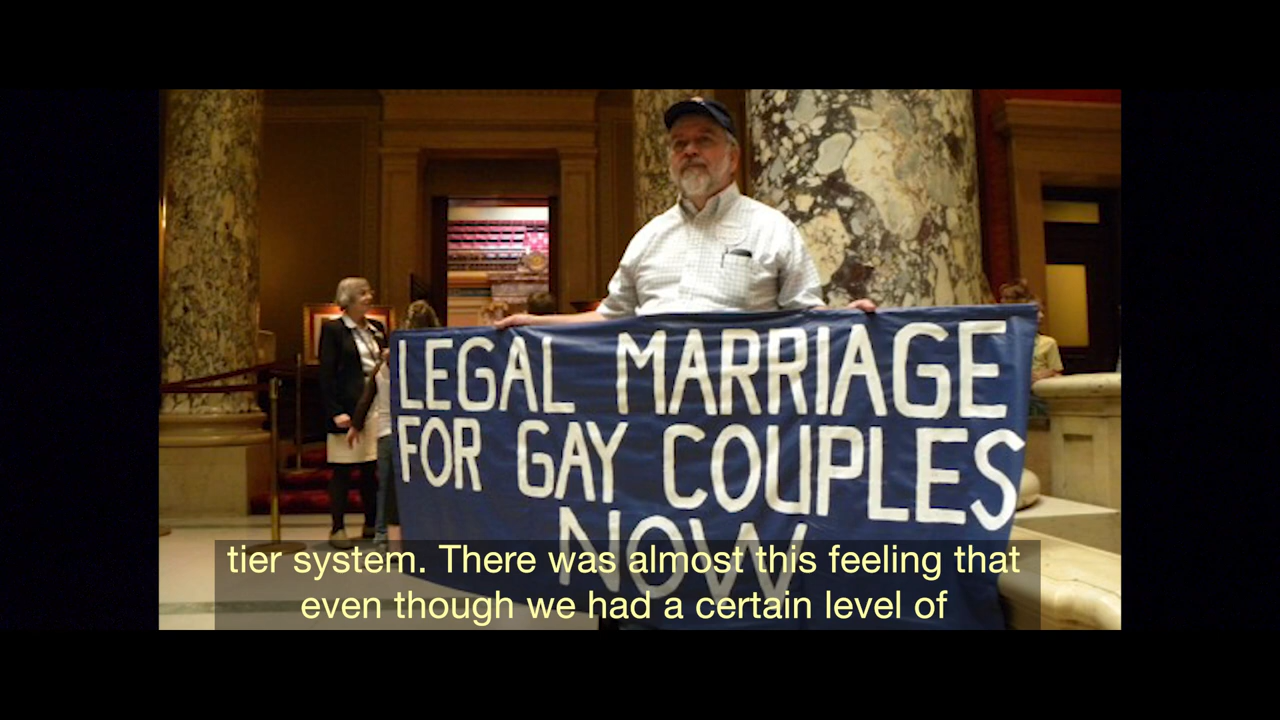 LEGAL MARRIAGE
FOR GAY COUPLES
NOW
tier system. There was almost this feeling that
even though we had a certain level of